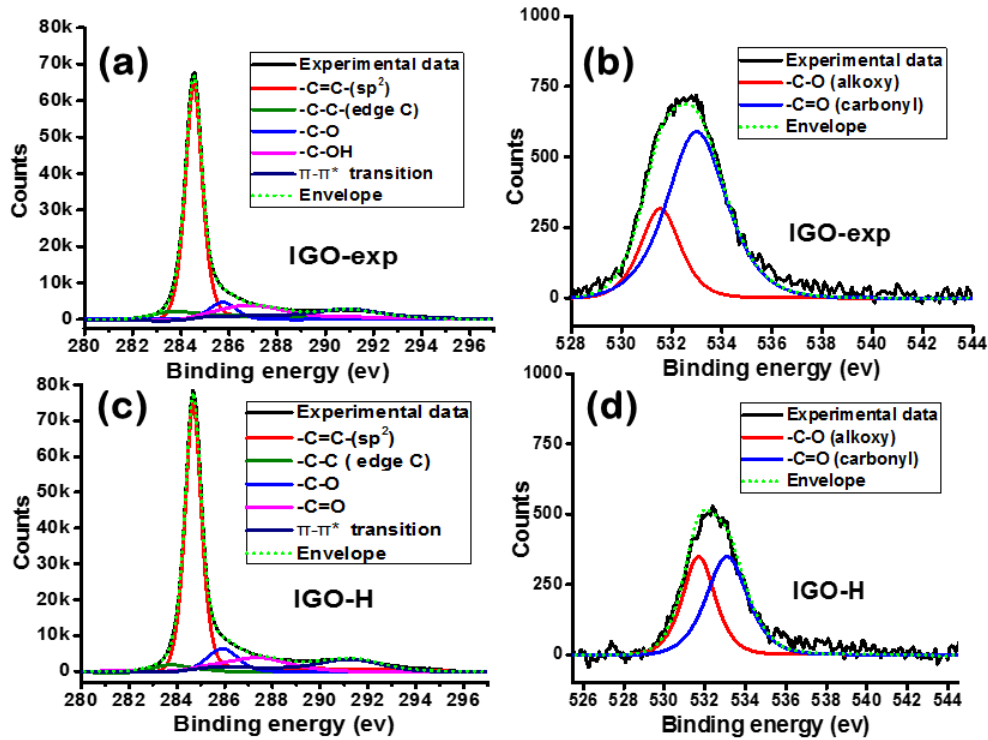 (a)
80k
70k
60k
50k
40k
30k
20k
10k
0
Counts
Experimental data
-C=C-(sp²)
-C-C-(edge C)
-C-O
-C-OH
π-π* transition
Envelope
IGO-exp
280 282 284 286 288 290 292 294 296
Binding energy (ev)
(b)
1000
750
500
250
0
Counts
Experimental data
-C-O (alkoxy)
-C=O (carbonyl)
Envelope
IGO-exp
528 530 532 534 536 538 540 542 544
Binding energy (ev)
(c)
80k
70k
60k
50k
40k
30k
20k
10k
0
Counts
Experimental data
-C=C-(sp²)
-C-C ( edge C)
-C-O
-C=O
π-π* transition
Envelope
IGO-H
280 282 284 286 288 290 292 294 296
Binding energy (ev)
(d)
1000
750
500
250
0
Counts
Experimental data
-C-O (alkoxy)
-C=O (carbonyl)
Envelope
IGO-H
526 528 530 532 534 536 538 540 542 544
Binding energy (ev)